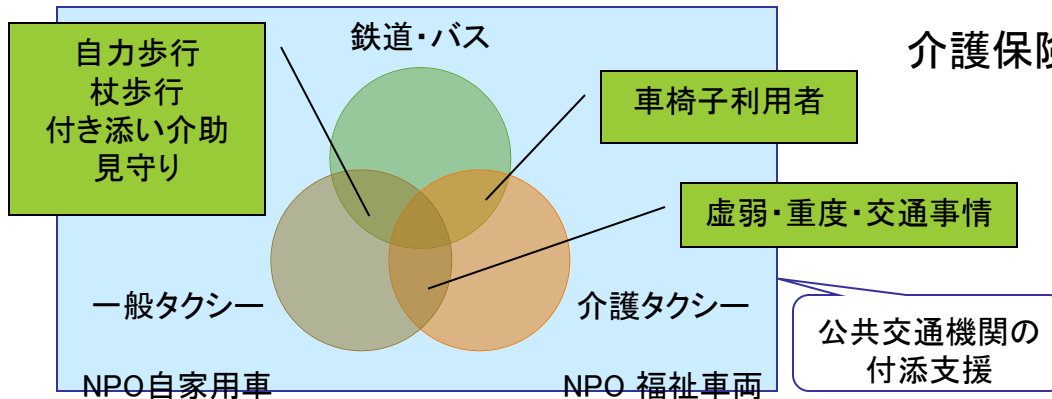 鉄道・バス
自力歩行
杖歩行
付き添い介助
見守り
介護保険
車椅子利用者
虚弱・重度・交通事情
一般タクシー
介護タクシー
公共交通機関の
付添支援
NPO自家用車
NPO 福祉車両